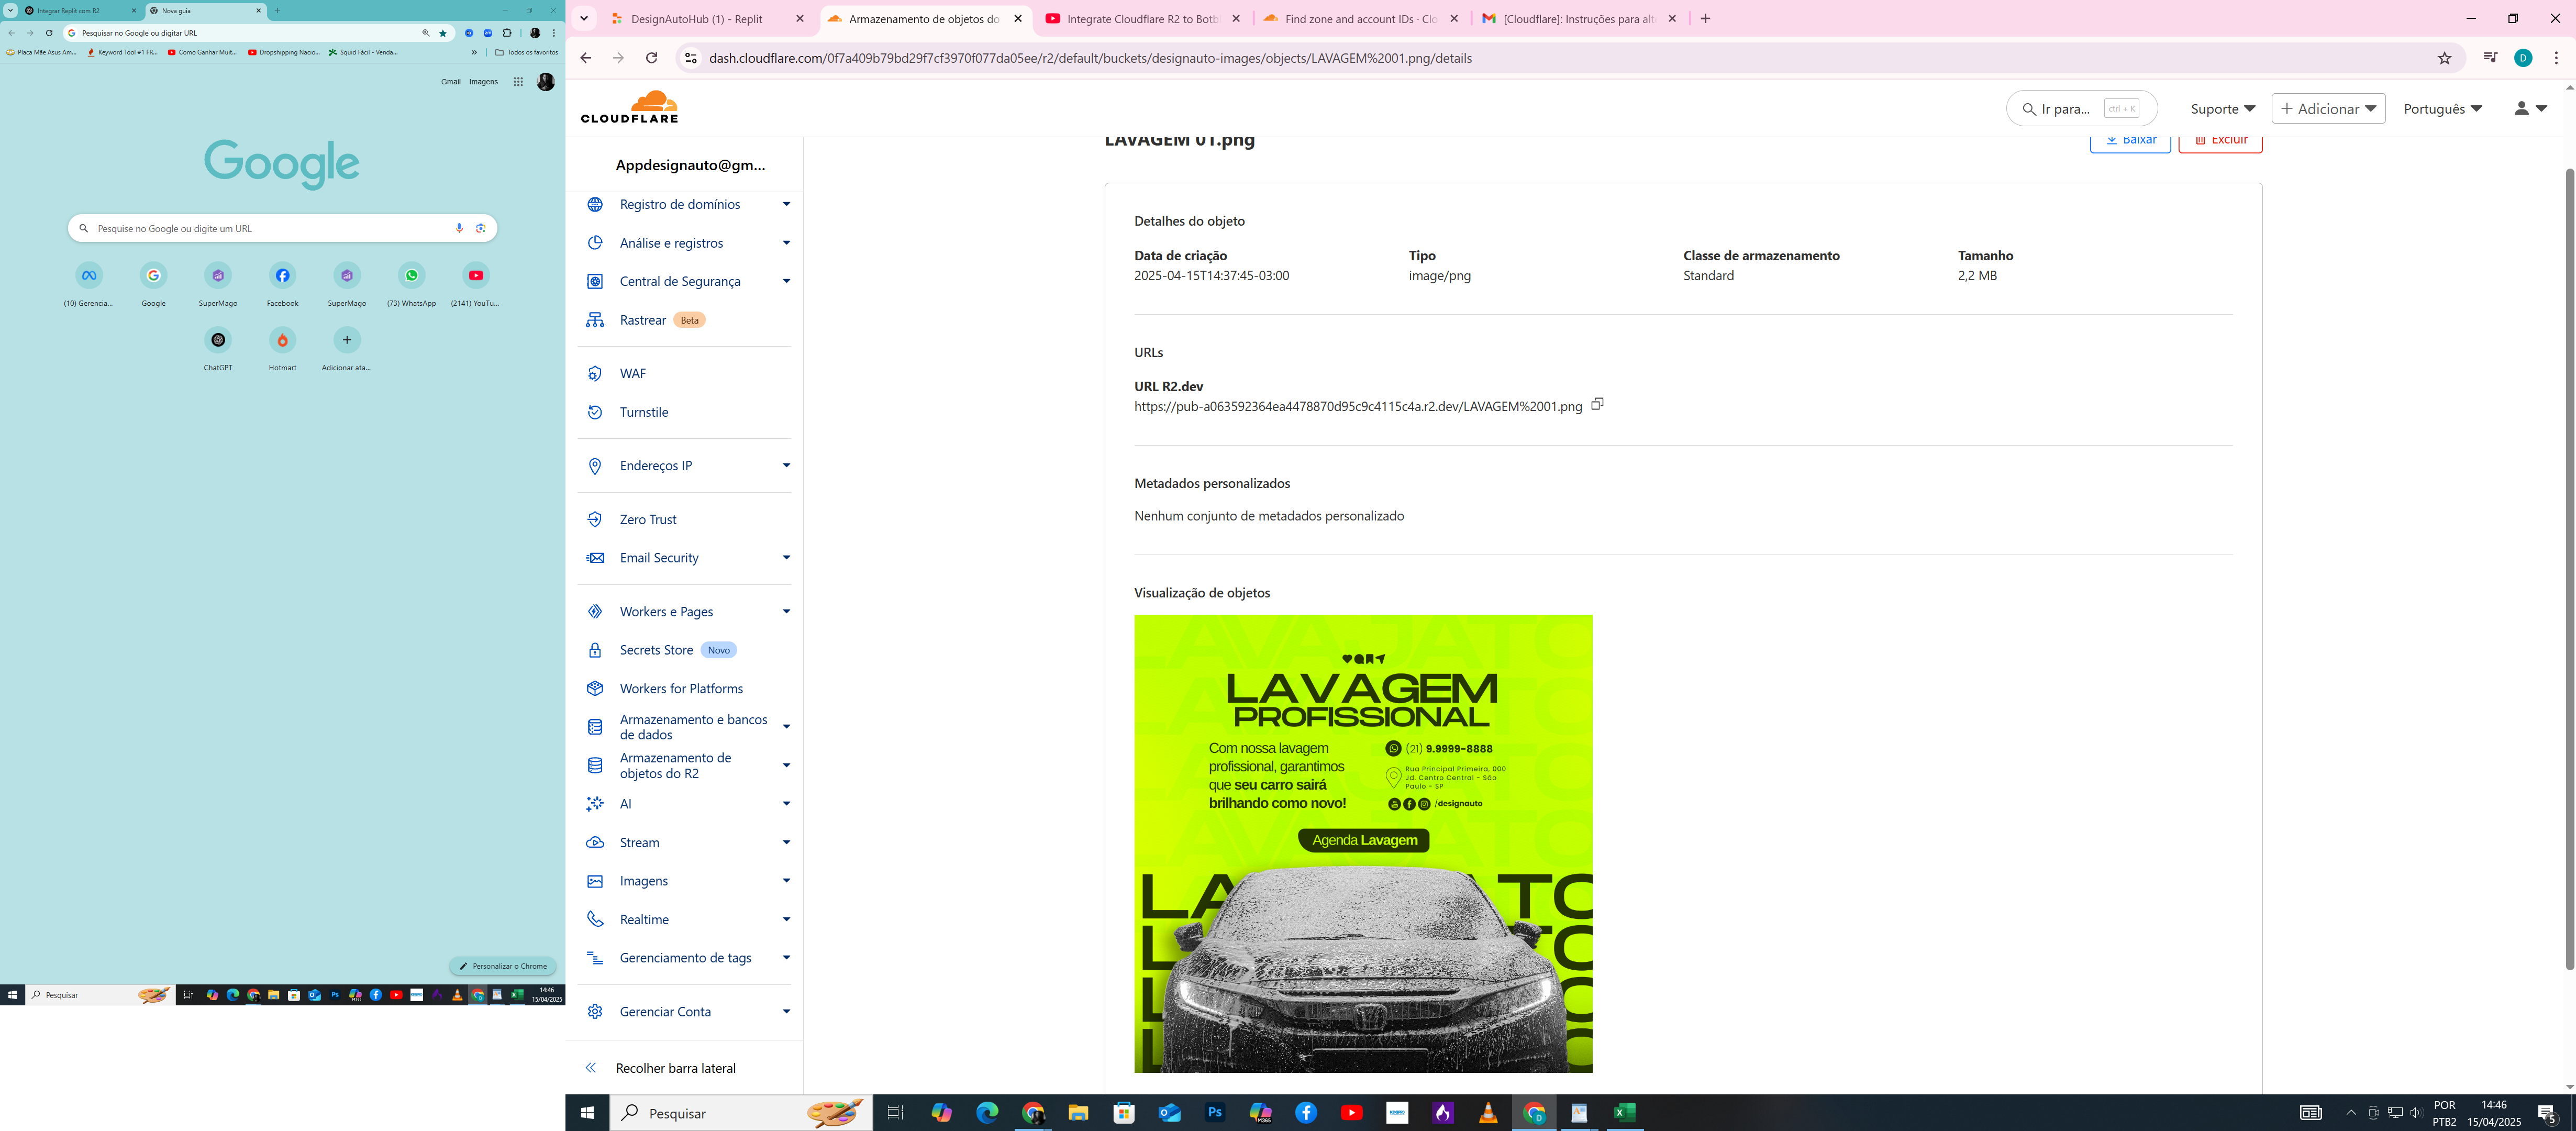 Integrar Replit com R2
Nova guia
Pesquisar no Google ou digitar URL
Placa Mãe Asus Am...
Keyword Tool #1 FR...
Como Ganhar Muit...
Dropshipping Nacio...
Squid Fácil - Venda...
Todos os favoritos
Gmail
Imagens
Google
Pesquise no Google ou digite um URL
(10) Gerencia...
Google
SuperMago
Facebook
SuperMago
(73) WhatsApp
(2141) YouTu...
ChatGPT
Hotmart
Adicionar ata...
Personalizar o Chrome
Pesquisar
14:46
15/04/2025
DesignAutoHub (1) - Replit
Armazenamento de objetos do
Integrate Cloudflare R2 to Botb
Find zone and account IDs · Clo
[Cloudflare]: Instruções para alt
dash.cloudflare.com/0f7a409b79bd29f7cf3970f077da05ee/r2/default/buckets/designauto-images/objects/LAVAGEM%2001.png/details
CLOUDFLARE
Ir para...
ctrl + K
Suporte
Adicionar
Português
Appdesignauto@gm...
Registro de domínios
Análise e registros
Central de Segurança
Rastrear Beta
WAF
Turnstile
Endereços IP
Zero Trust
Email Security
Workers e Pages
Secrets Store Novo
Workers for Platforms
Armazenamento e bancos
de dados
Armazenamento de
objetos do R2
AI
Stream
Imagens
Realtime
Gerenciamento de tags
Gerenciar Conta
Recolher barra lateral
LAVAGEM 01.png
Baixar
Excluir
Detalhes do objeto
Data de criação
2025-04-15T14:37:45-03:00
Tipo
image/png
Classe de armazenamento
Standard
Tamanho
2,2 MB
URLs
URL R2.dev
https://pub-a063592364ea4478870d95c9c4115c4a.r2.dev/LAVAGEM%2001.png
Metadados personalizados
Nenhum conjunto de metadados personalizado
Visualização de objetos
LAVAGEM
PROFISSIONAL
Com nossa lavagem
profissional, garantimos
que seu carro sairá
brilhando como novo!
(21) 9.9999-8888
Rua Principal Primeira, 000
Jd. Centro Central - São
Paulo - SP
/designauto
Agenda Lavagem
Pesquisar
POR
PTB2
14:46
15/04/2025
5